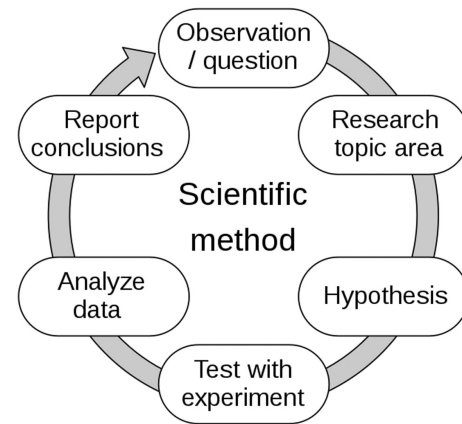 Observation
/ question
Research
topic area
Hypothesis
Test with
experiment
Analyze
data
Report
conclusions
Scientific
method